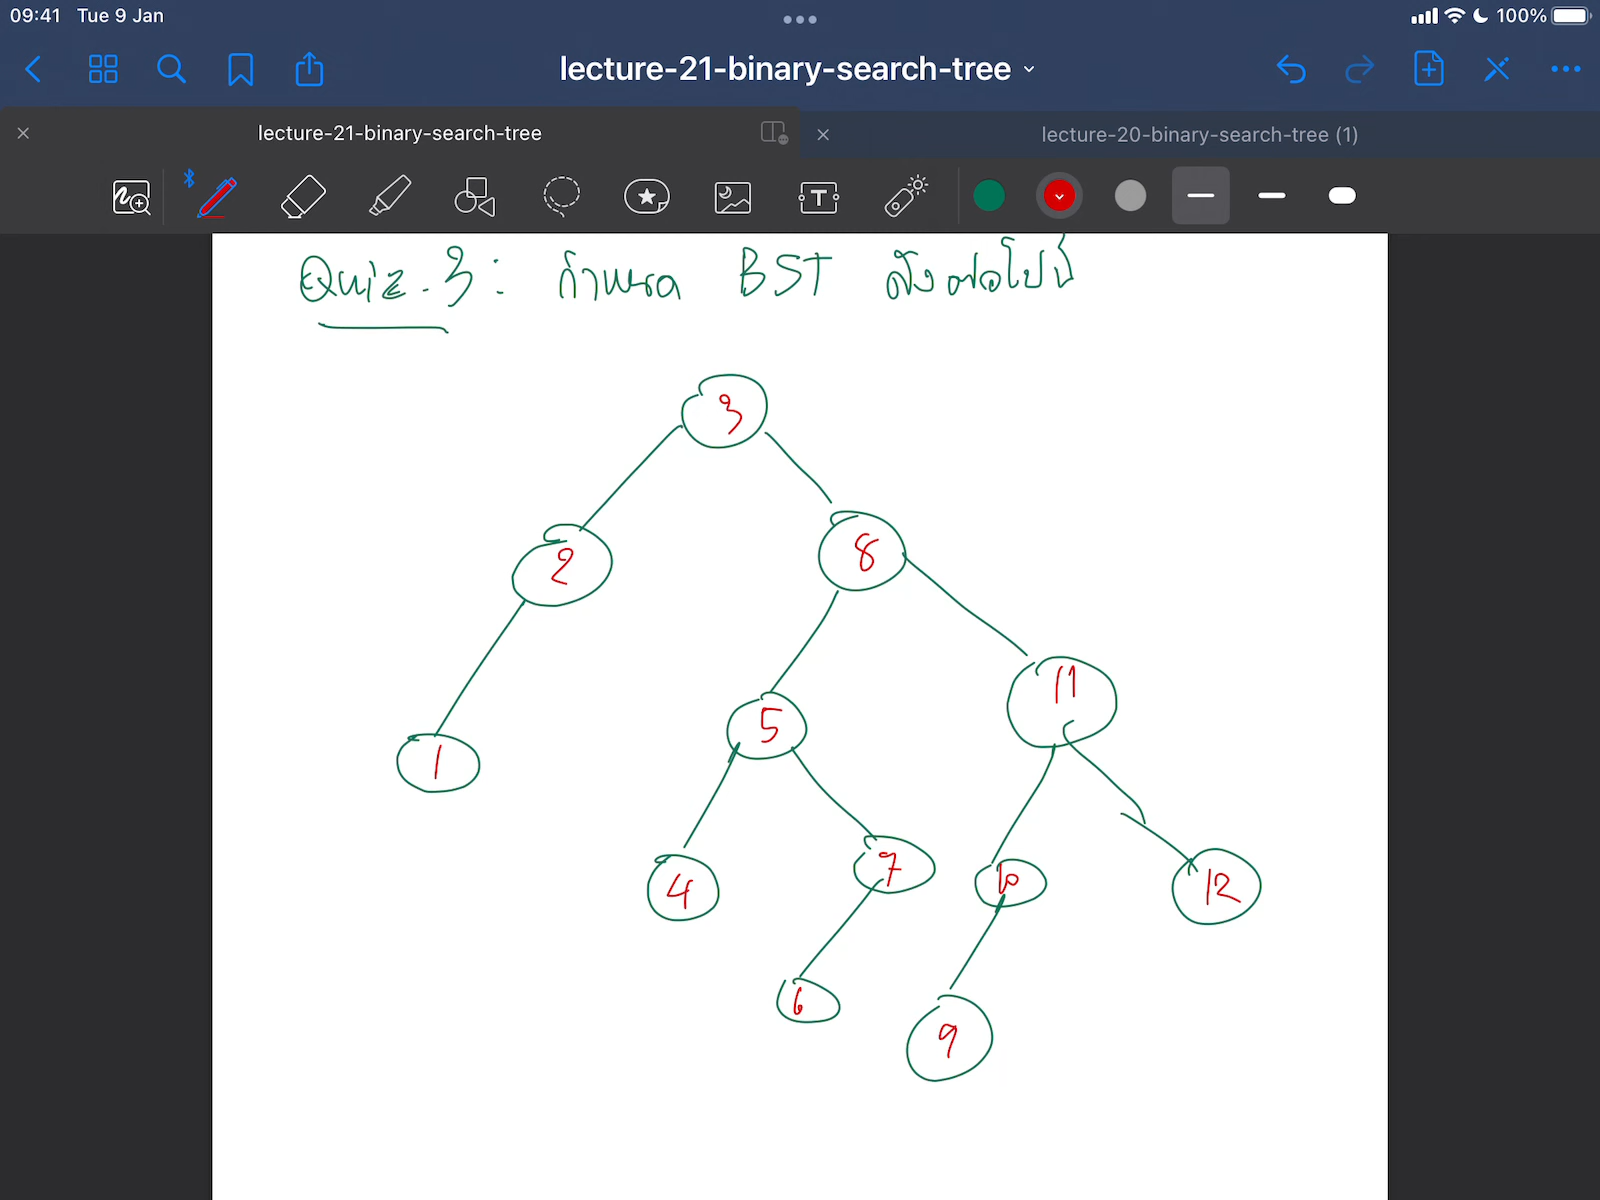 09:41 Tue 9 Jan 100%
lecture-21-binary-search-tree
lecture-21-binary-search-tree lecture-20-binary-search-tree (1)
T
Quiz.3: กำหนด BST ดังต่อไปนี้
3
2 8
11
5
1
4 7 10 12
6
9